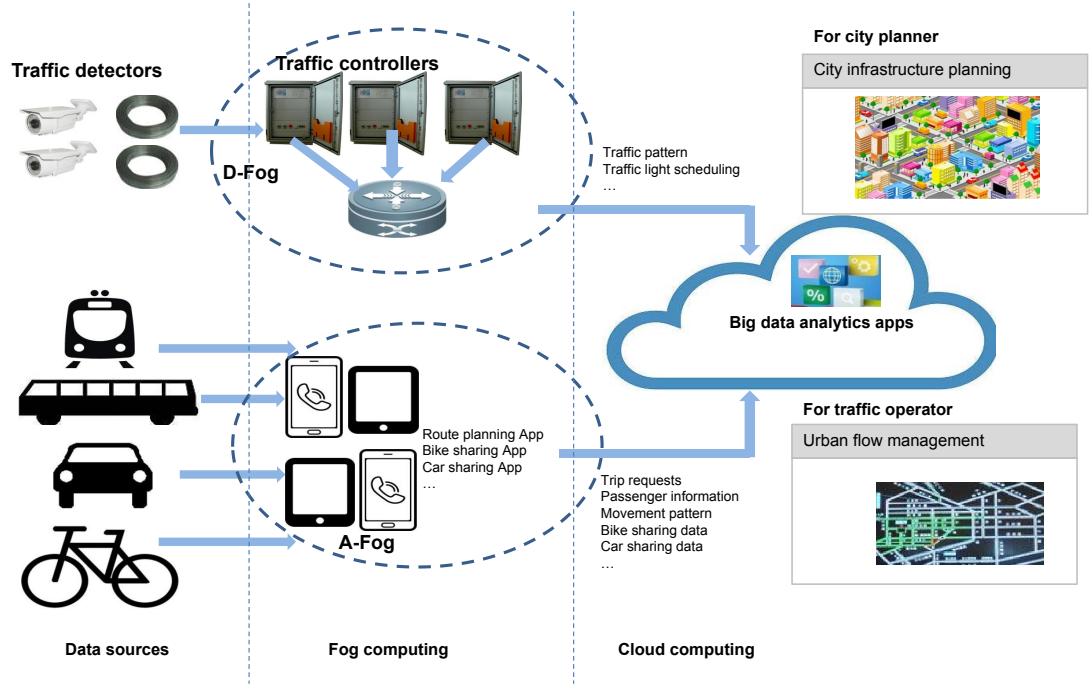 For city planner
City infrastructure planning
Traffic detectors
Traffic controllers
D-Fog
Traffic pattern
Traffic light scheduling
…
%
Big data analytics apps
For traffic operator
Urban flow management
Route planning App
Bike sharing App
Car sharing App
…
A-Fog
Trip requests
Passenger information
Movement pattern
Bike sharing data
Car sharing data
…
Data sources
Fog computing
Cloud computing